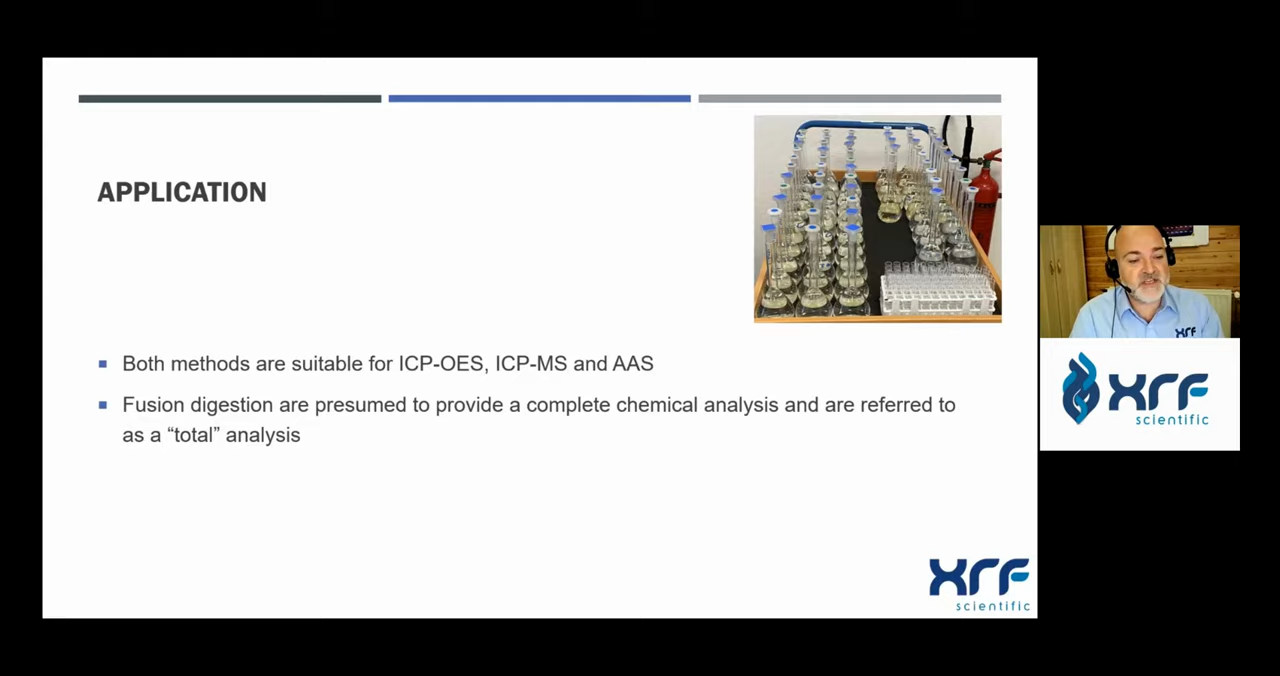 APPLICATION
Both methods are suitable for ICP-OES, ICP-MS and AAS
Fusion digestion are presumed to provide a complete chemical analysis and are referred to
as a “total” analysis
xrf
scientific
xrf
xrf
scientific